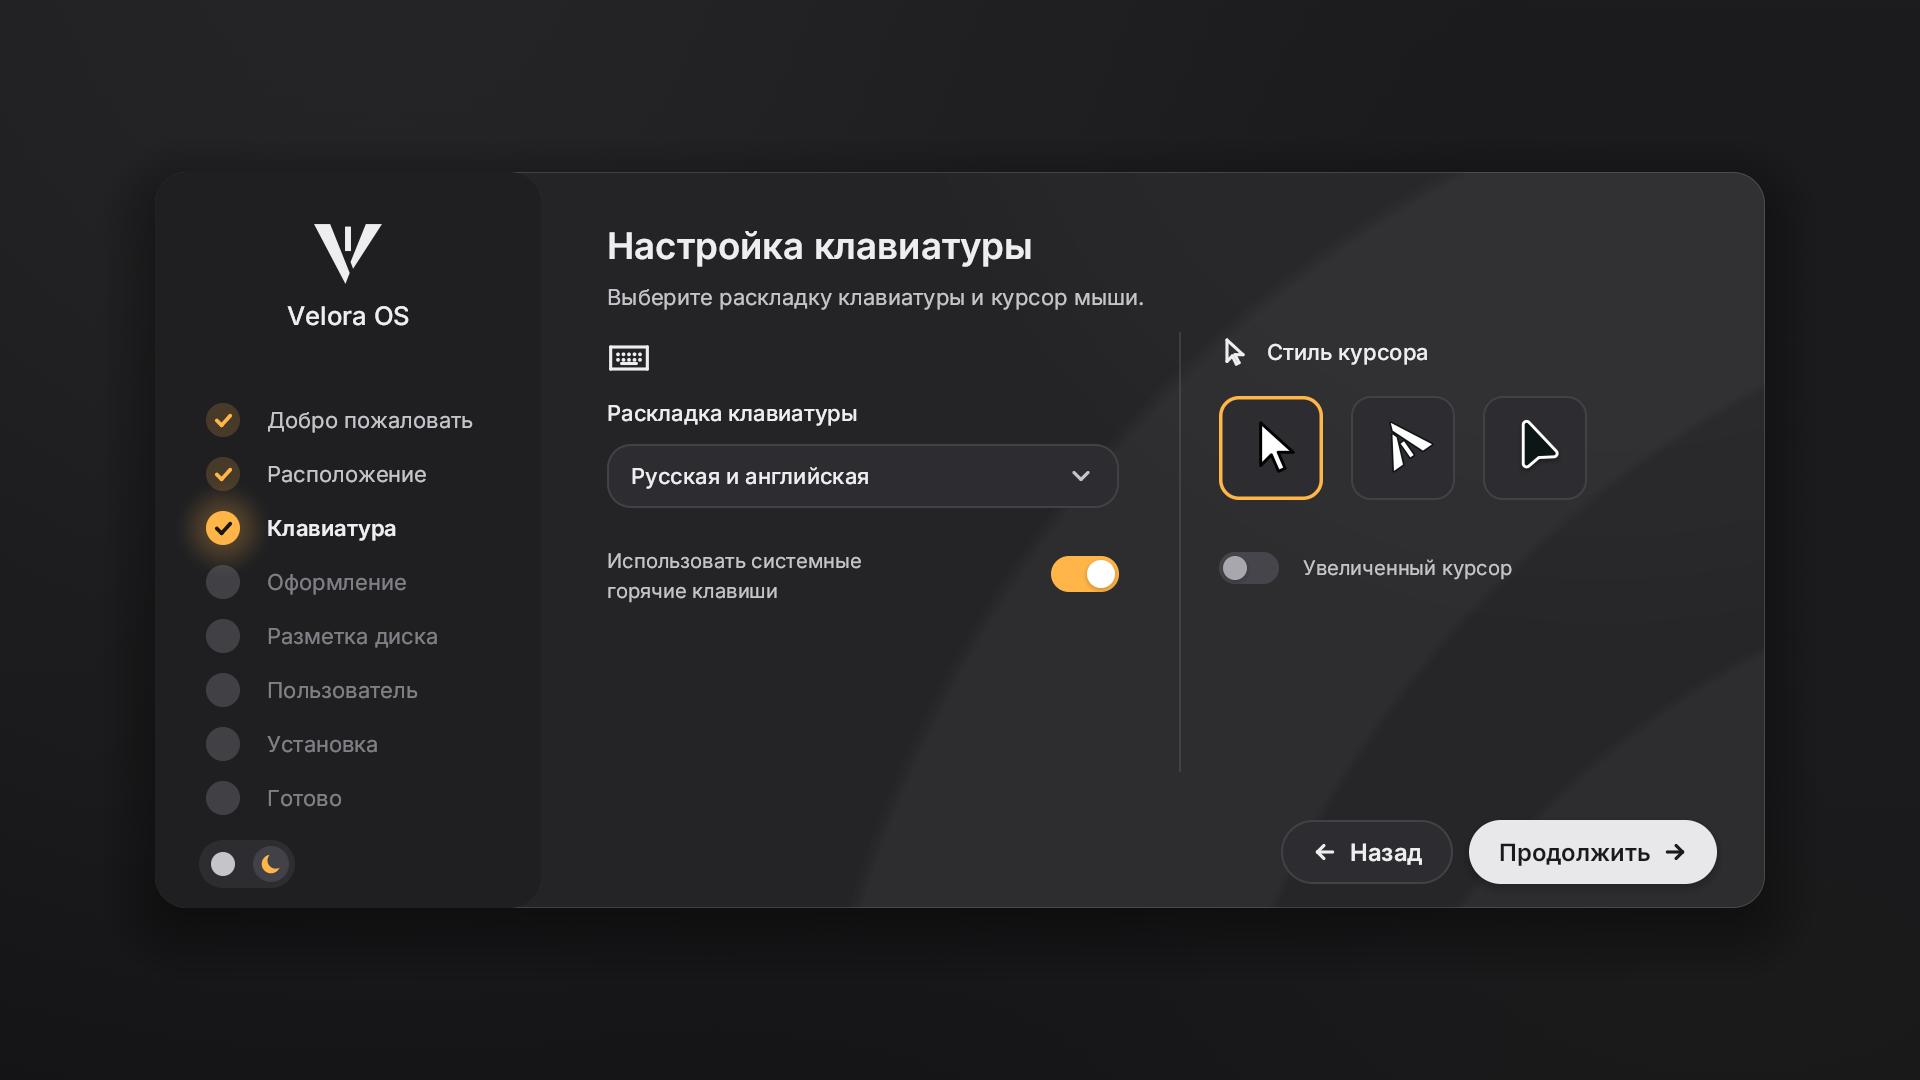 Velora OS
Добро пожаловать
Расположение
Клавиатура
Оформление
Разметка диска
Пользователь
Установка
Готово
Настройка клавиатуры
Выберите раскладку клавиатуры и курсор мыши.
Раскладка клавиатуры
Русская и английская
Использовать системные
горячие клавиши
Стиль курсора
Увеличенный курсор
Назад
Продолжить